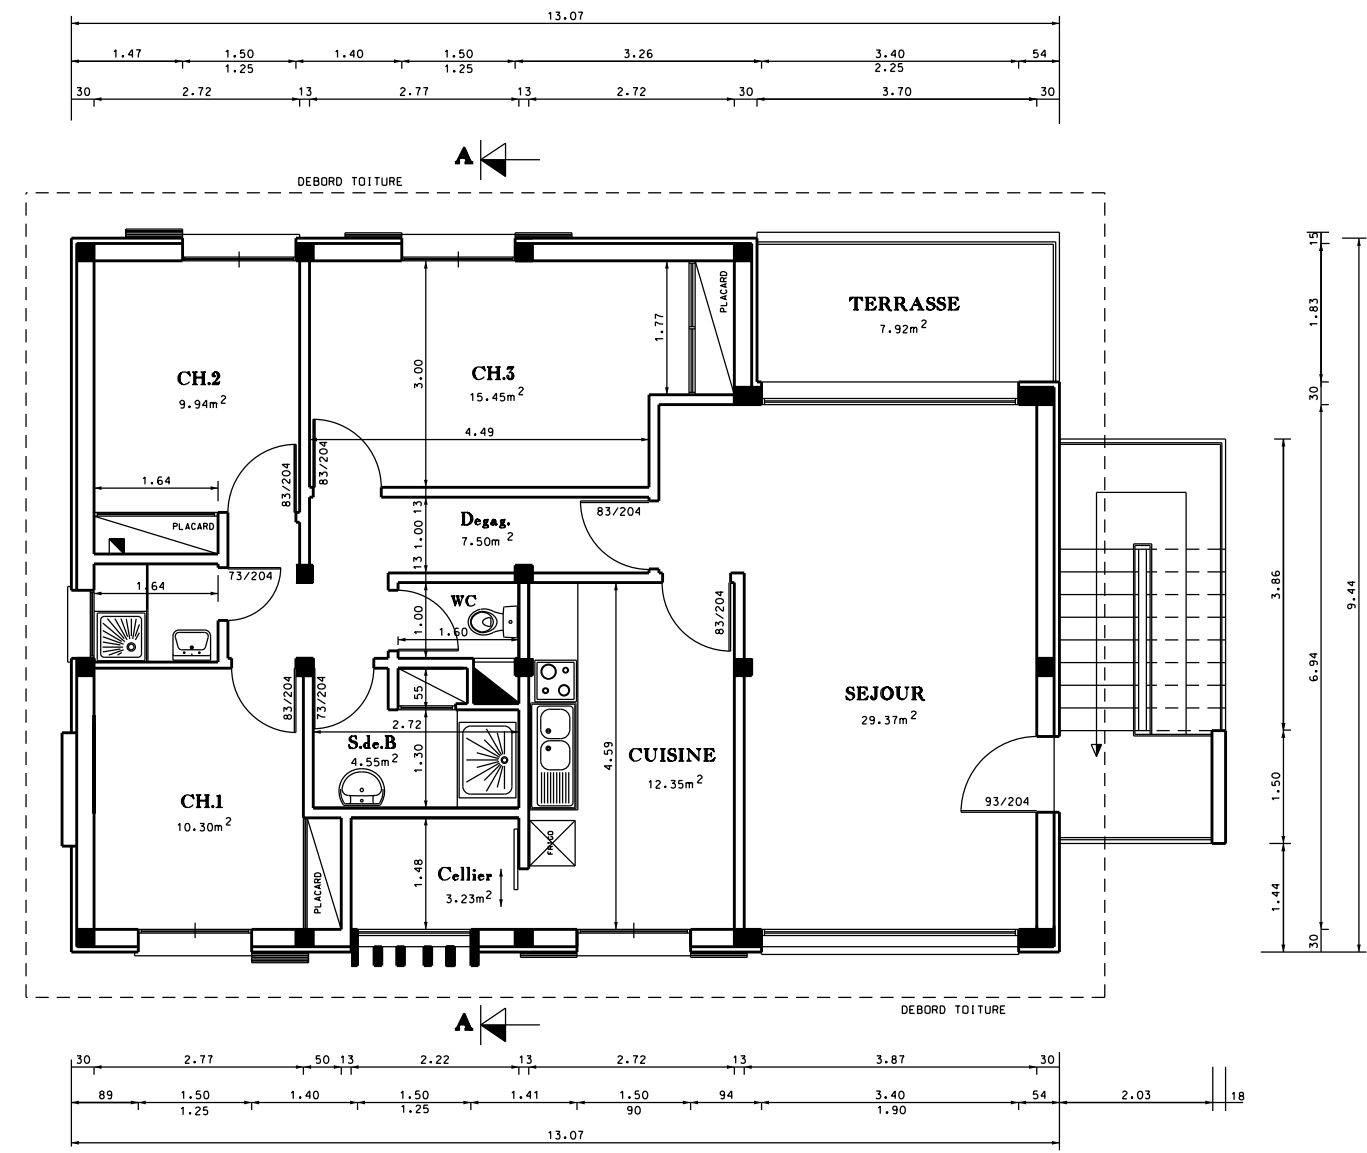 13.07
1.47 1.50 1.40 1.50 3.26 3.40 54
1.25 1.25 2.25
30 2.72 13 2.77 13 2.72 30 3.70 30
A
DEBORD TOITURE
15
TERRASSE
7.92m²
1.83
PLACARD
1.77
CH.2
9.94m²
3.00
CH.3
15.45m²
30
4.49
83/204
83/204
1.64
PLACARD
13
83/204
Degag.
7.50m²
1.00
13
73/204
1.64
3.86
9.44
WC
1.00
1.60
83/204
6.94
83/204
73/204
55
SEJOUR
29.37m²
2.72
S.de.B
4.55m²
1.30
4.59
CUISINE
12.35m²
1.50
CH.1
10.30m²
93/204
FRIGO
PLACARD
1.48
Cellier
3.23m²
1.44
30
DEBORD TOITURE
A
30 2.77 50 13 2.22 13 2.72 13 3.87 30
89 1.50 1.40 1.50 1.41 1.50 94 3.40 54 2.03 18
1.25 1.25 90 1.90
13.07